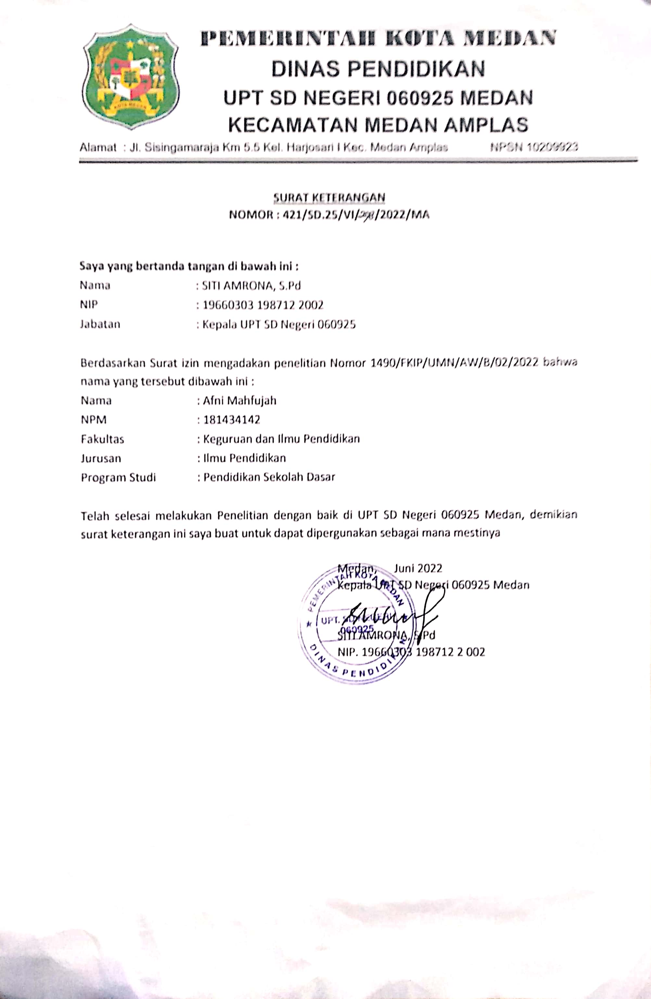 PEMERINTAH KOTA MEDAN
DINAS PENDIDIKAN
UPT SD NEGERI 060925 MEDAN
KECAMATAN MEDAN AMPLAS
KOTA MEDAN
Alamat : Jl. Sisingamaraja Km 5.5 Kel. Harjosari I Kec. Medan Amplas NPSN 10209923
SURAT KETERANGAN
NOMOR : 421/SD.25/VI/ /2022/MA
Saya yang bertanda tangan di bawah ini :
Nama : SITI AMRONA, S.Pd
NIP : 19660303 198712 2002
Jabatan : Kepala UPT SD Negeri 060925
Berdasarkan Surat izin mengadakan penelitian Nomor 1490/FKIP/UMN/AW/B/02/2022 bahwa
nama yang tersebut dibawah ini :
Nama : Afni Mahfujah
NPM : 181434142
Fakultas : Keguruan dan Ilmu Pendidikan
Jurusan : Ilmu Pendidikan
Program Studi : Pendidikan Sekolah Dasar
Telah selesai melakukan Penelitian dengan baik di UPT SD Negeri 060925 Medan, demikian
surat keterangan ini saya buat untuk dapat dipergunakan sebagai mana mestinya
Medan, Juni 2022
Kepala UPT SD Negeri 060925 Medan
PEMERINTAH KOTA MEDAN
UPT. SD NEGERI
060925
DINAS PENDIDIKAN
SITI AMRONA, S.Pd
NIP. 19660303 198712 2 002